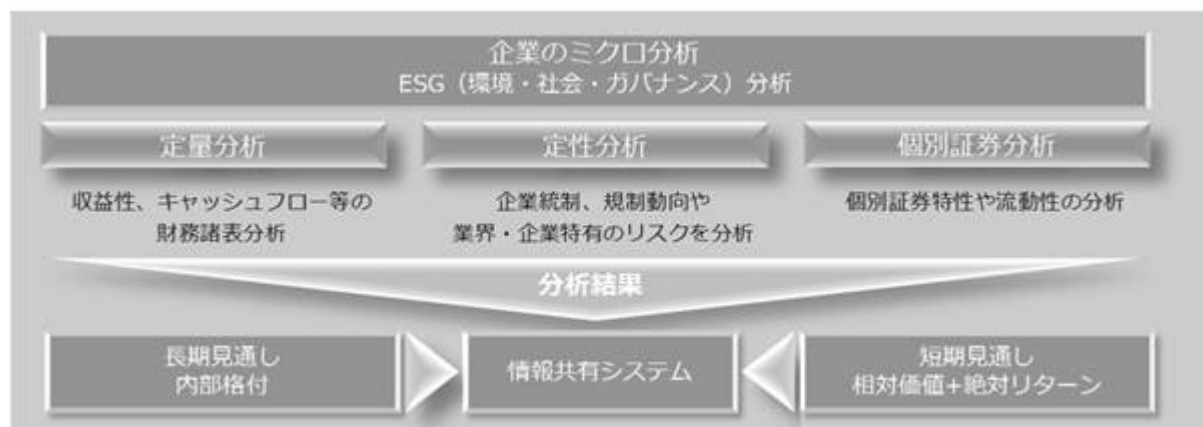 企業のミクロ分析
ESG（環境・社会・ガバナンス）分析
定量分析
定性分析
個別証券分析
収益性、キャッシュフロー等の
財務諸表分析
企業統制、規制動向や
業界・企業特有のリスクを分析
個別証券特性や流動性の分析
分析結果
長期見通し
内部格付
情報共有システム
短期見通し
相対価値+絶対リターン